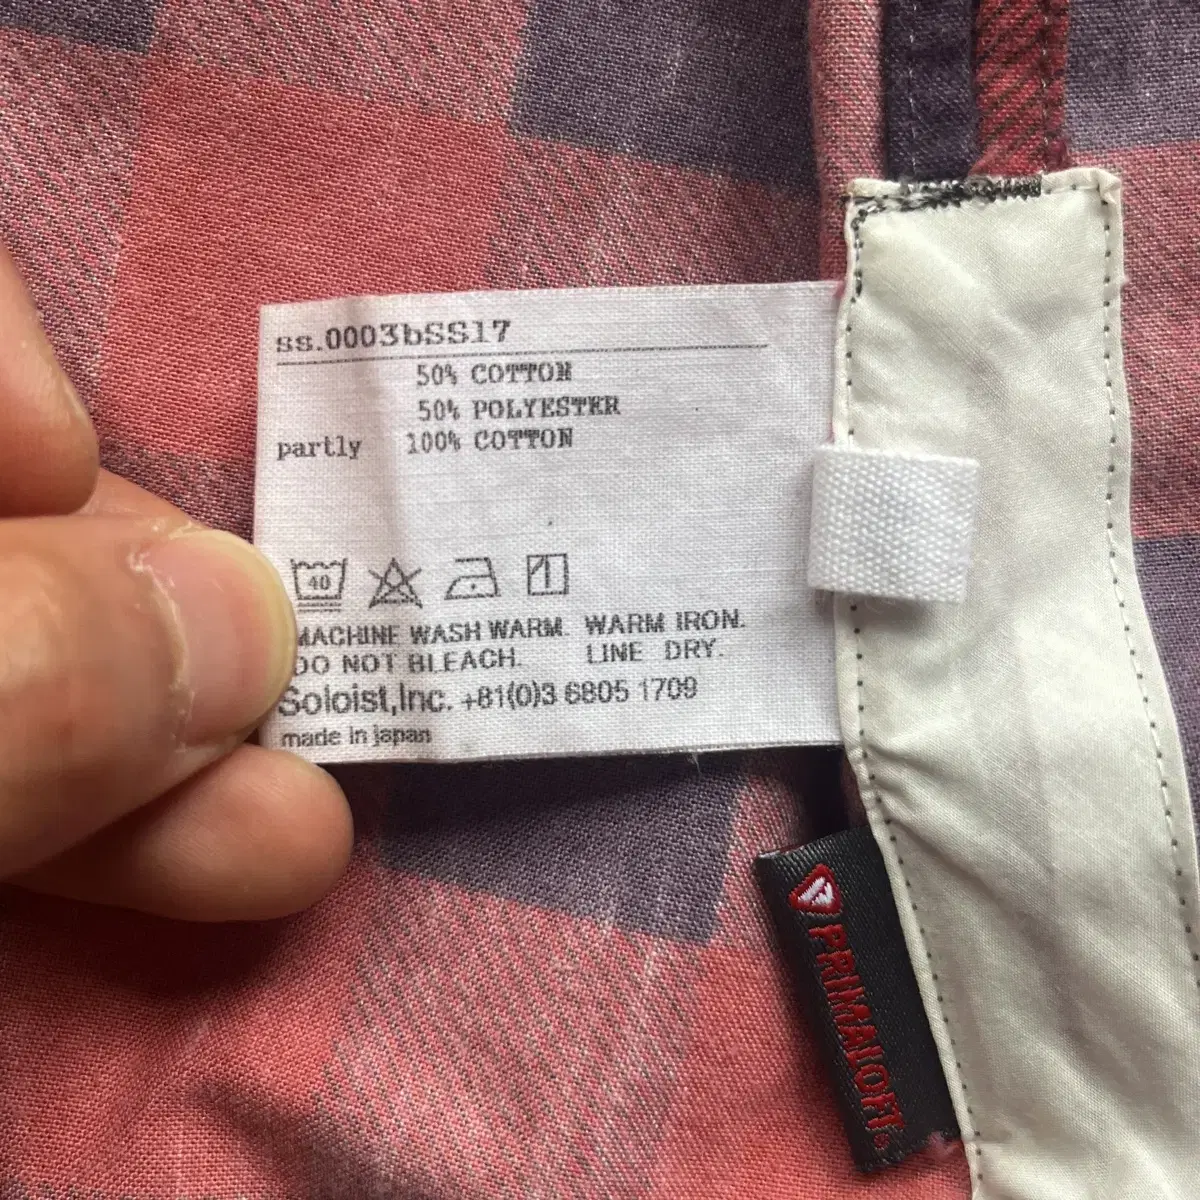 ss.0003bSS17
50% COTTON
50% POLYESTER
partly 100% COTTON
40
MACHINE WASH WARM. WARM IRON.
DO NOT BLEACH. LINE DRY.
Soloist,Inc. +81(0)3 6805 1709
made in japan
PRIMALOFT